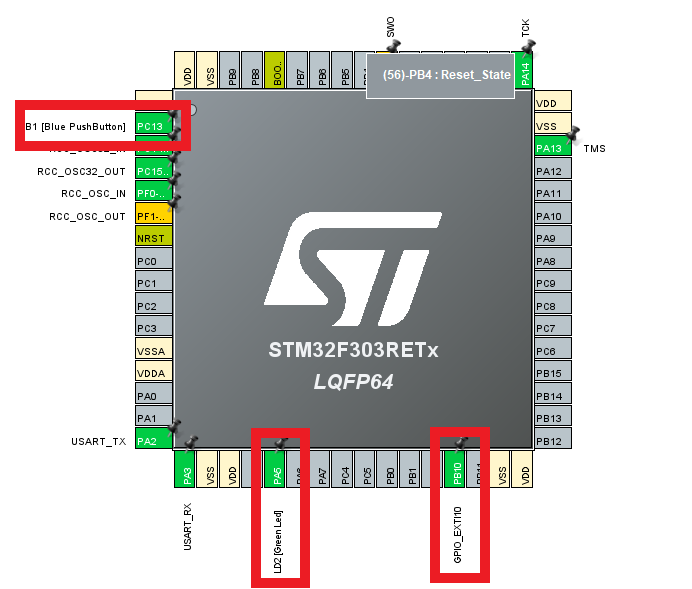 SWO
TCK
VDD
VSS
PB9
PB8
BOO..
PB7
PB6
PB5
(56)-PB4 : Reset_State
PA14
VDD
B1 [Blue PushButton]
PC13
VSS
RCC_OSC32_IN
PA13
TMS
RCC_OSC32_OUT
PC15..
PA12
RCC_OSC_IN
PF0-..
PA11
RCC_OSC_OUT
PF1-..
PA10
NRST
PA9
PC0
PA8
PC1
PC9
PC2
PC8
PC3
PC7
VSSA
STM32F303RETx
PC6
VDDA
LQFP64
PB15
PA0
PB14
PA1
PB13
USART_TX
PA2
PB12
PA3
VSS
VDD
PA5
PA6
PA7
PC4
PC5
PB0
PB1
PB10
PB11
VSS
VDD
USART_RX
LD2 [Green Led]
GPIO_EXTI10